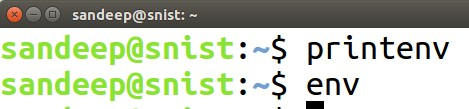 sandeep@snist: ~
sandeep@snist:~$ printenv
sandeep@snist:~$ env